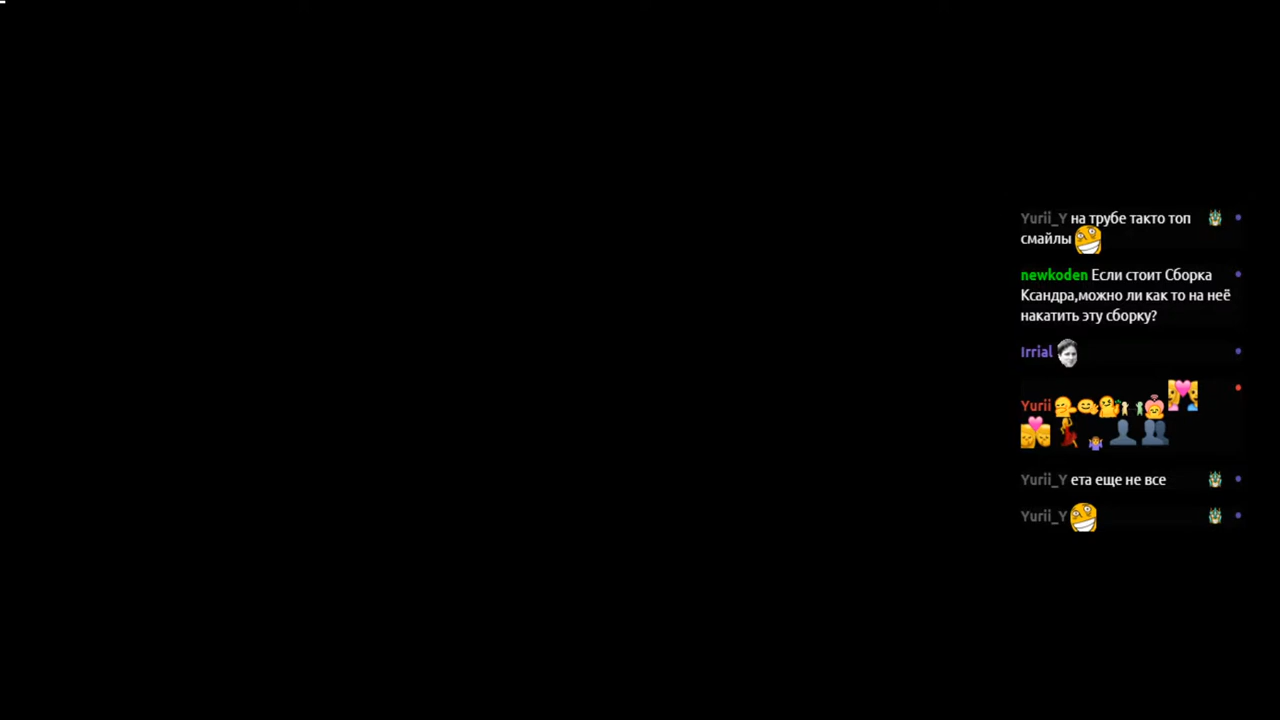 Yurii_Y на трубе такто топ
смайлы
newkoden Если стоит Сборка
Ксандра,можно ли как то на неё
накатить эту сборку?
Irrial
Yurii
Yurii_Y ета еще не все
Yurii_Y